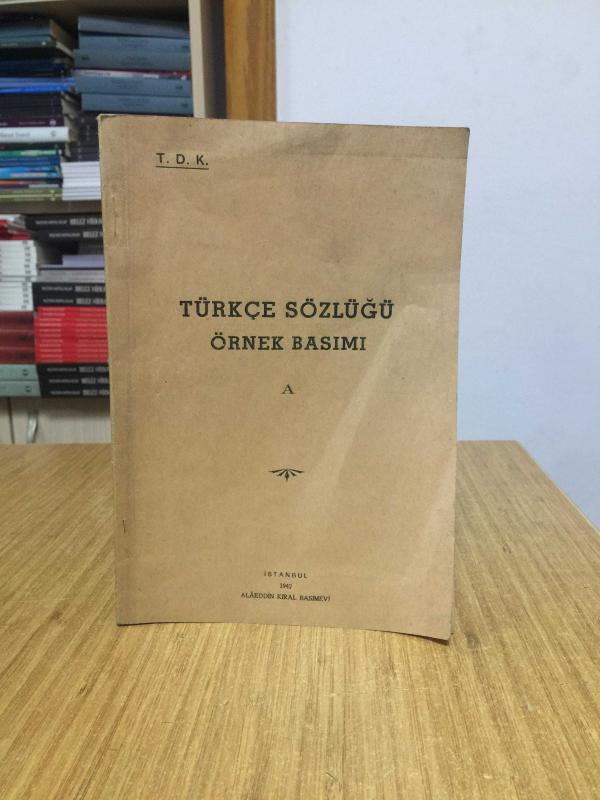 T. D. K.
TÜRKÇE SÖZLÜĞÜ
ÖRNEK BASIMI
A
İSTANBUL
1942
ALÂEDDİN KIRAL BASIMEVİ